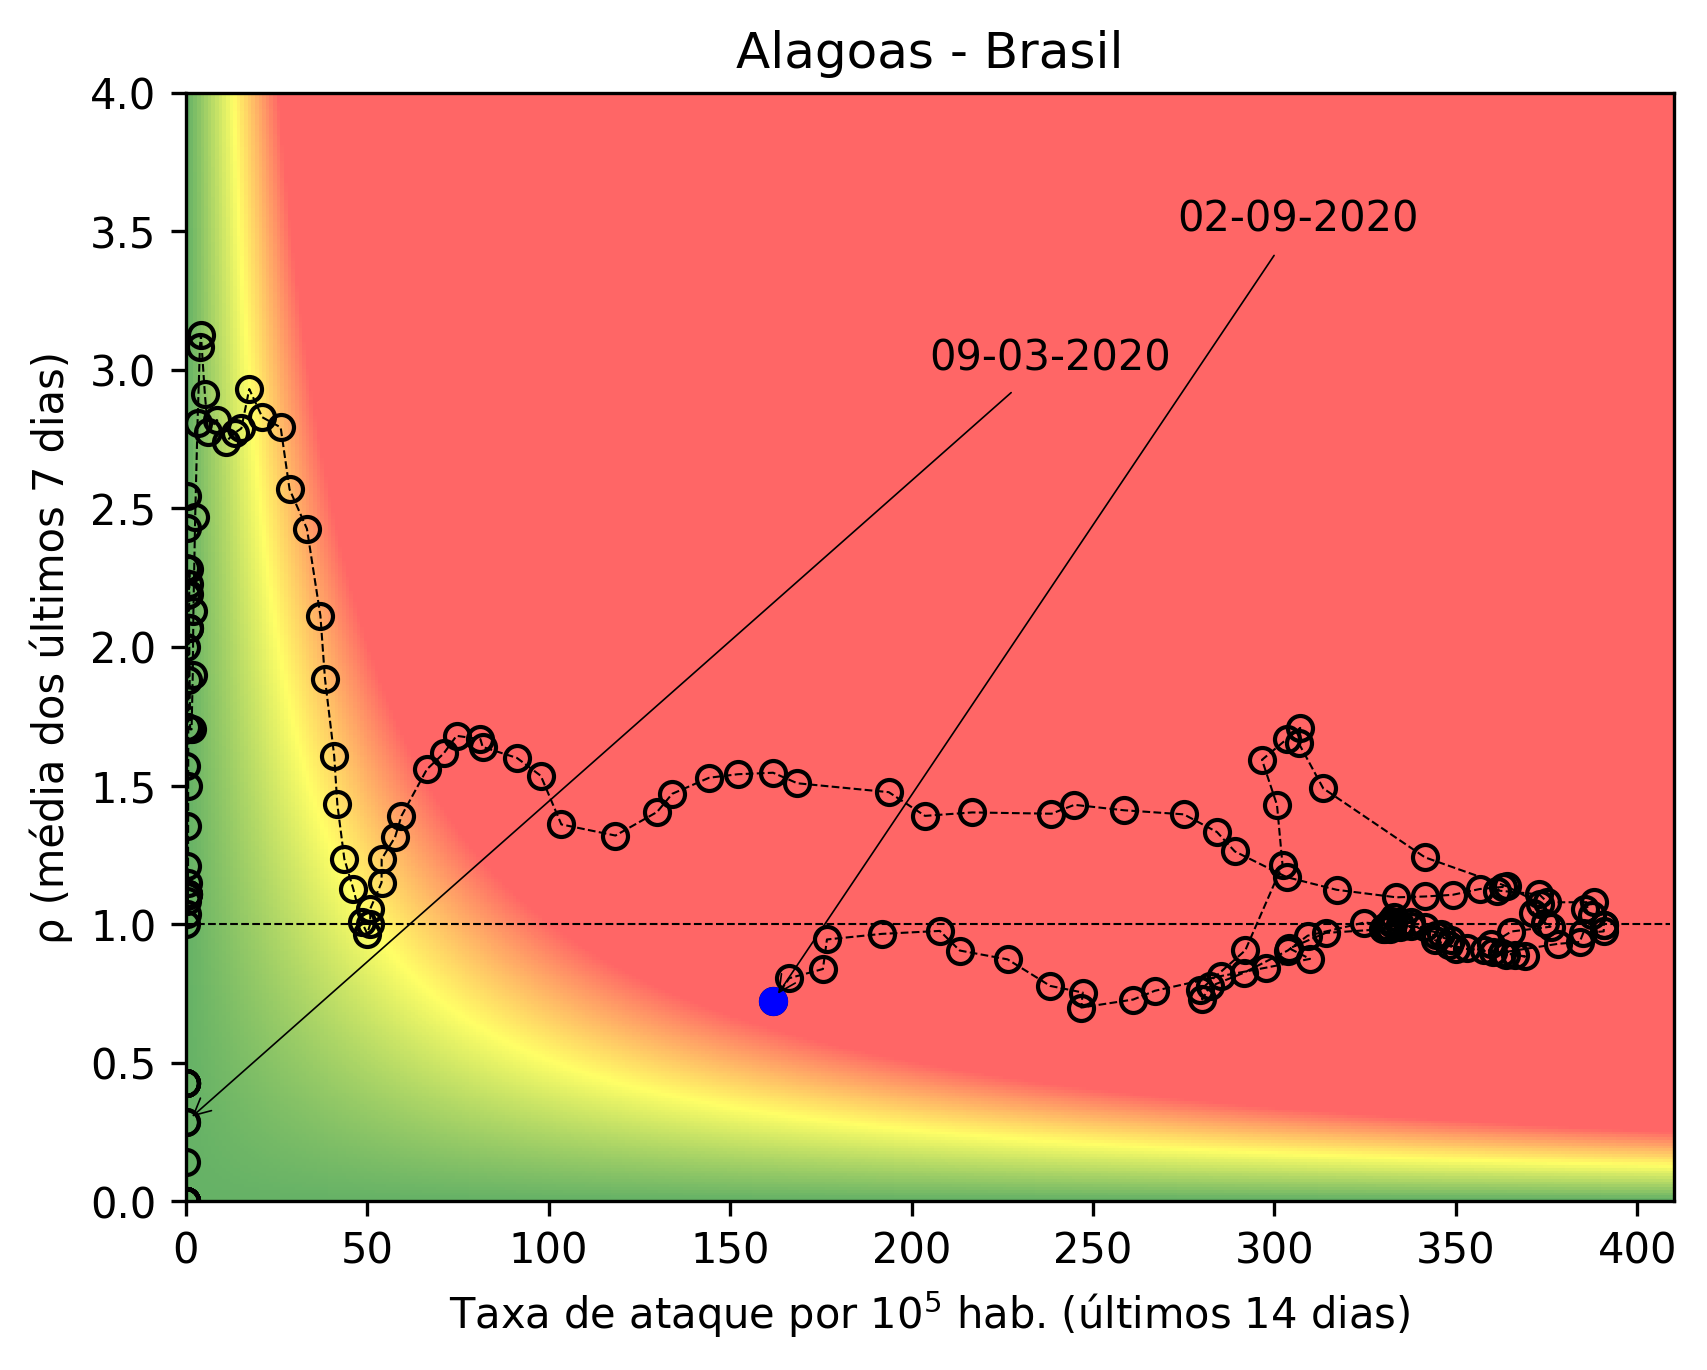 Alagoas - Brasil
4.0
3.5
3.0
2.5
2.0
1.5
1.0
0.5
0.0
ρ (média dos últimos 7 dias)
02-09-2020
09-03-2020
0 50 100 150 200 250 300 350 400
Taxa de ataque por 10⁵ hab. (últimos 14 dias)